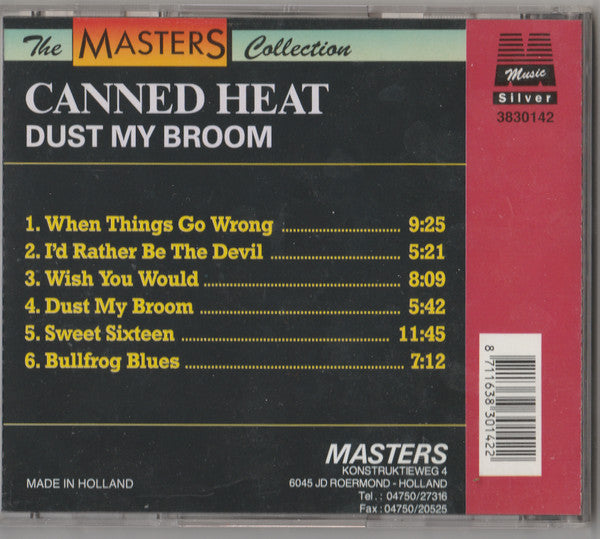 The MASTERS Collection
CANNED HEAT
DUST MY BROOM
Music
Silver
3830142
1. When Things Go Wrong ........................ 9:25
2. I'd Rather Be The Devil .......................... 5:21
3. Wish You Would ....................................... 8:09
4. Dust My Broom ........................................ 5:42
5. Sweet Sixteen ......................................... 11:45
6. Bullfrog Blues ........................................... 7:12
8 711638 301422
MASTERS
KONSTRUKTIEWEG 4
6045 JD ROERMOND - HOLLAND
Tel.: 04750/27316
Fax: 04750/20525
MADE IN HOLLAND